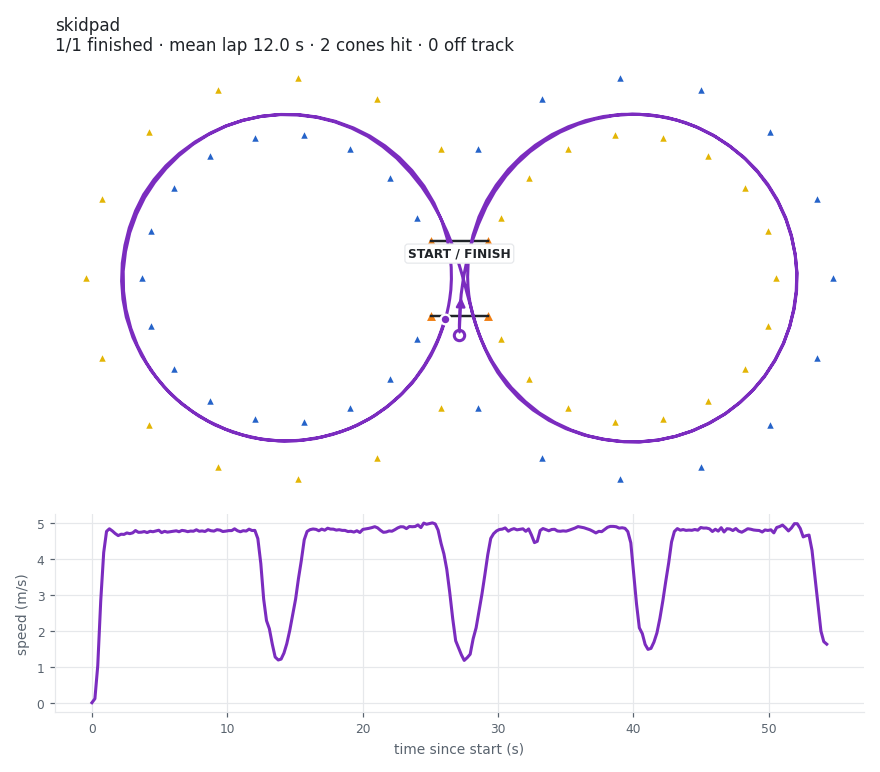 skidpad
1/1 finished · mean lap 12.0 s · 2 cones hit · 0 off track
START / FINISH
5
4
3
2
1
0
speed (m/s)
0 10 20 30 40 50
time since start (s)